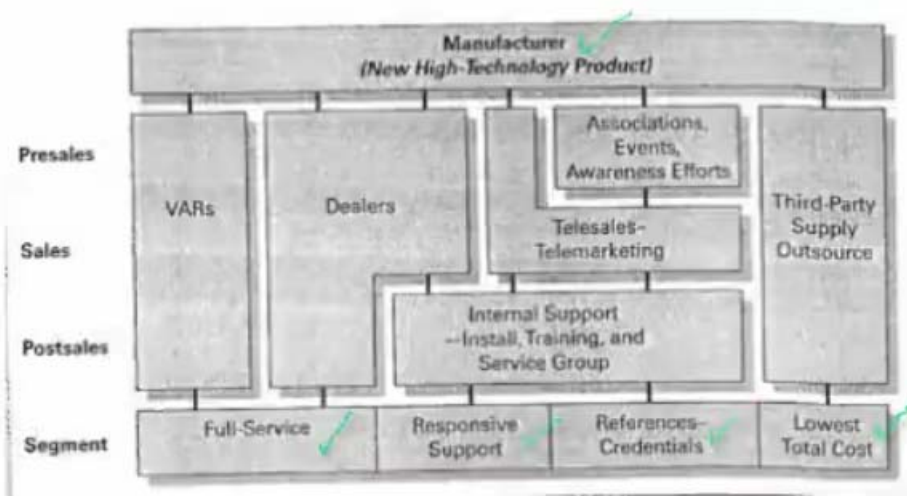 Manufacturer
(New High-Technology Product)
Presales
Associations,
Events,
Awareness Efforts
VARs
Dealers
Third-Party
Supply
Outsource
Sales
Telesales–
Telemarketing
Postsales
Internal Support
–Install, Training, and
Service Group
Segment
Full-Service
Responsive
Support
References–
Credentials
Lowest
Total Cost